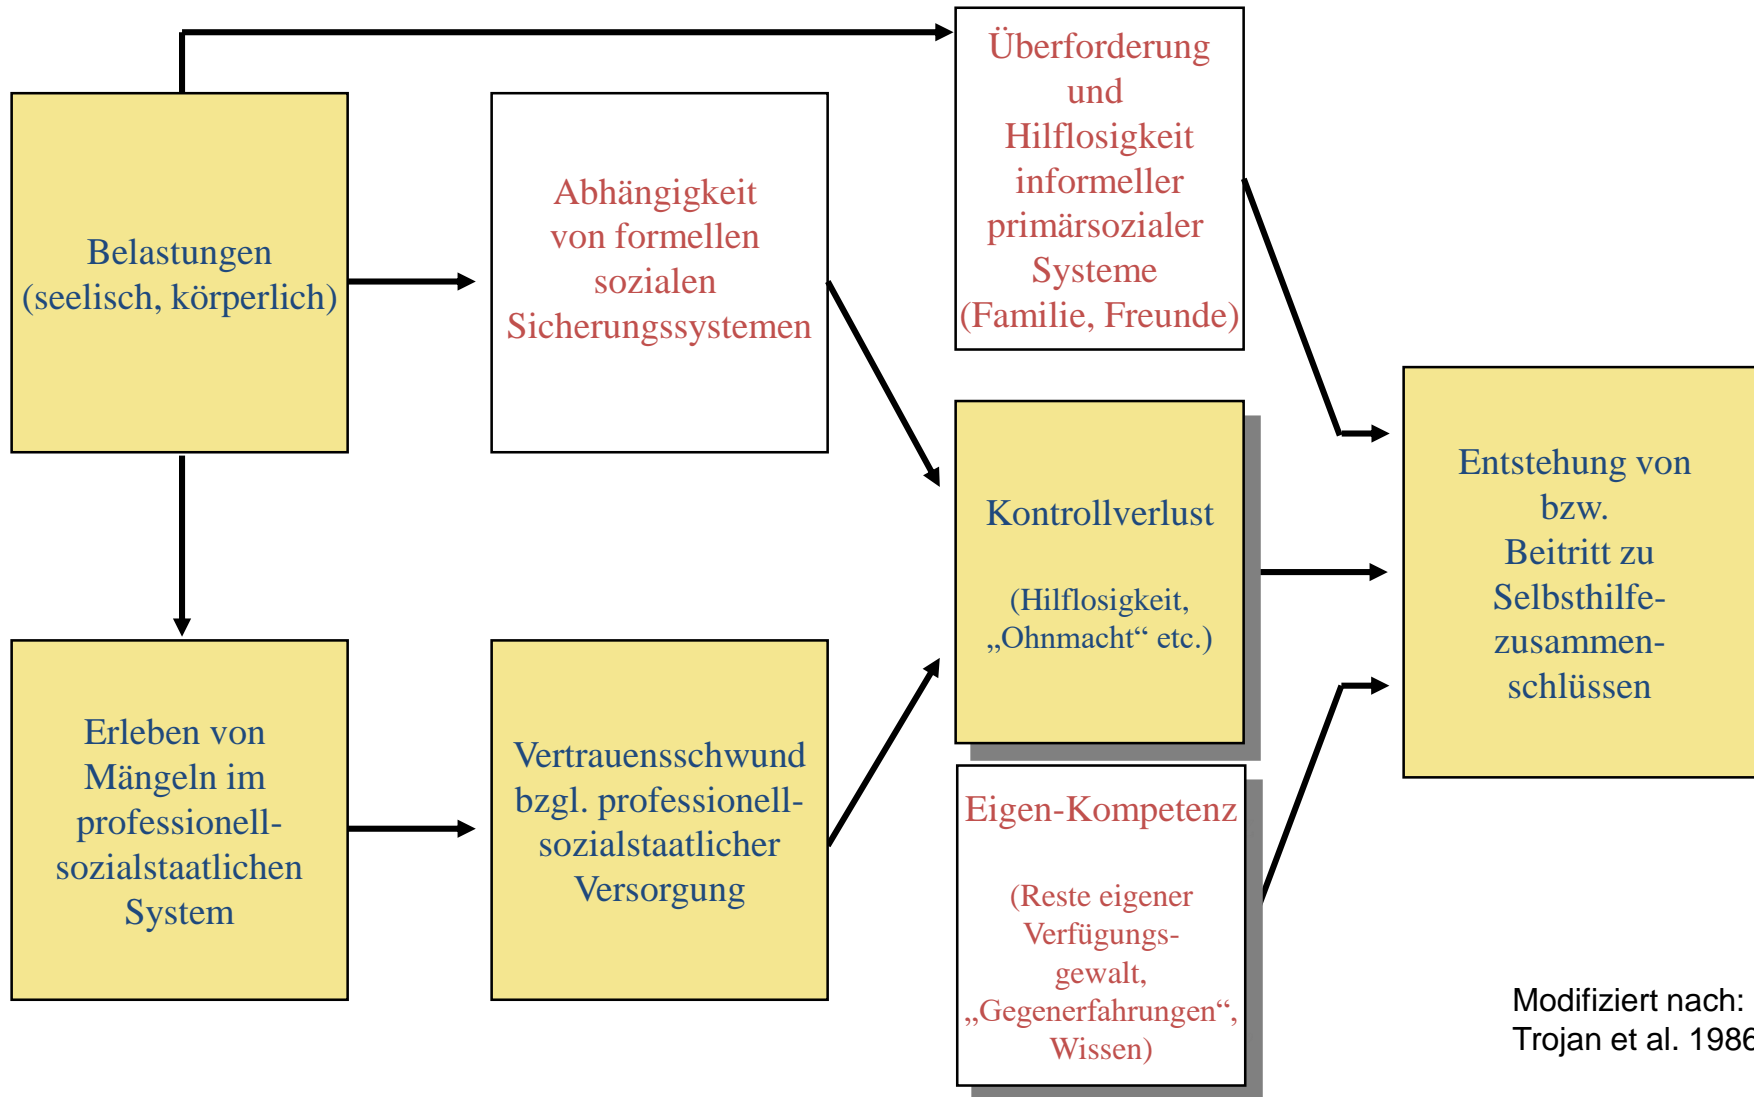 Belastungen
(seelisch, körperlich)
Abhängigkeit
von formellen
sozialen
Sicherungssystemen
Überforderung
und
Hilflosigkeit
informeller
primärsozialer
Systeme
(Familie, Freunde)
Erleben von
Mängeln im
professionell-
sozialstaatlichen
System
Vertrauensschwund
bzgl. professionell-
sozialstaatlicher
Versorgung
Kontrollverlust
(Hilflosigkeit,
„Ohnmacht“ etc.)
Eigen-Kompetenz
(Reste eigener
Verfügungs-
gewalt,
„Gegenerfahrungen“,
Wissen)
Entstehung von
bzw.
Beitritt zu
Selbsthilfe-
zusammen-
schlüssen
Modifiziert nach:
Trojan et al. 1986